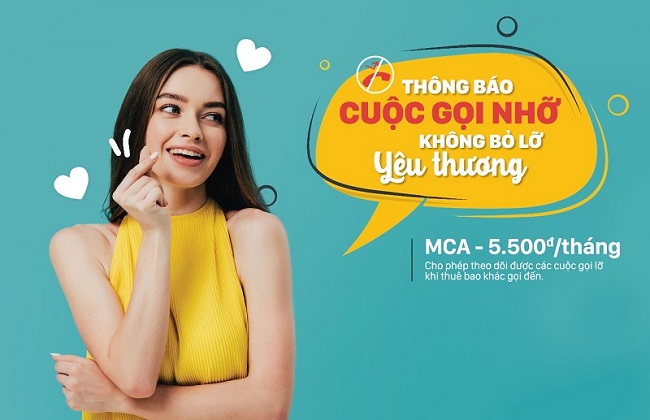 THÔNG BÁO
CUỘC GỌI NHỠ
KHÔNG BỎ LỠ
Yêu thương
MCA - 5.500đ/tháng
Cho phép theo dõi được các cuộc gọi lỡ
khi thuê bao khác gọi đến.